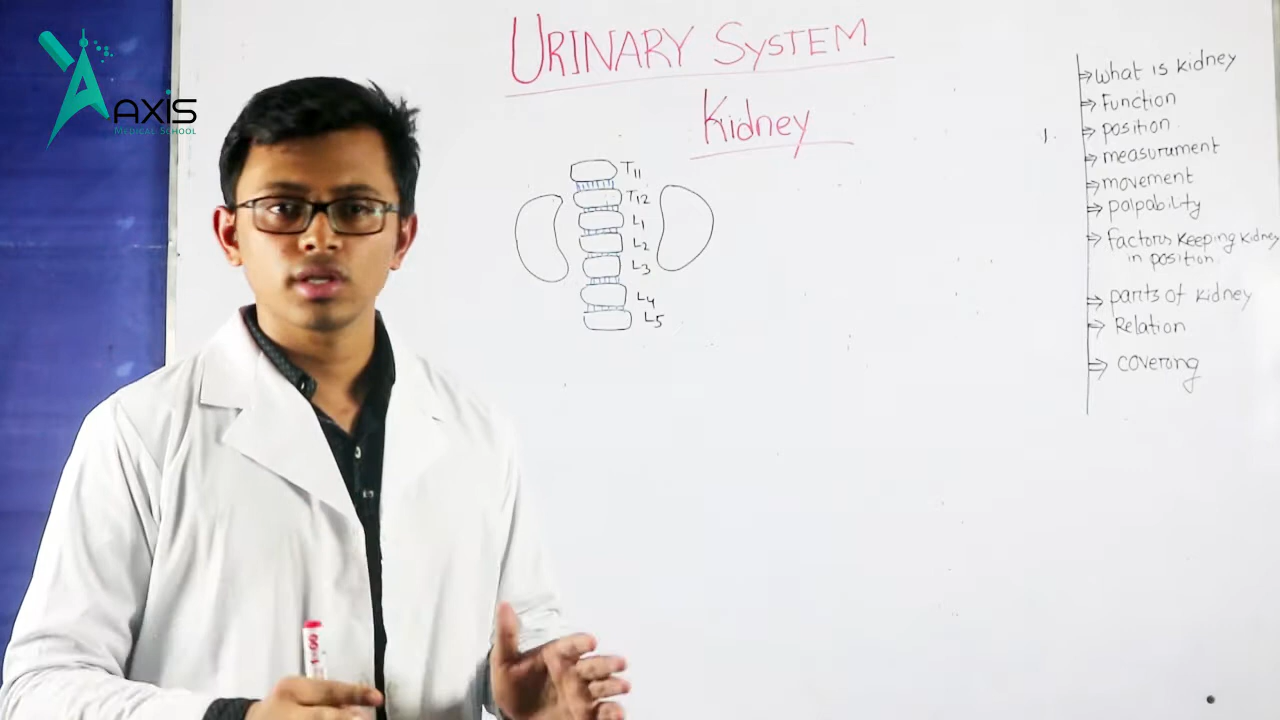 AXIS
MEDICAL SCHOOL
URINARY SYSTEM
Kidney
T11
T12
L1
L2
L3
L4
L5
What is kidney
Function
position
measurument
movement
palpability
factors keeping kidney
in position
parts of kidney
Relation
coverong